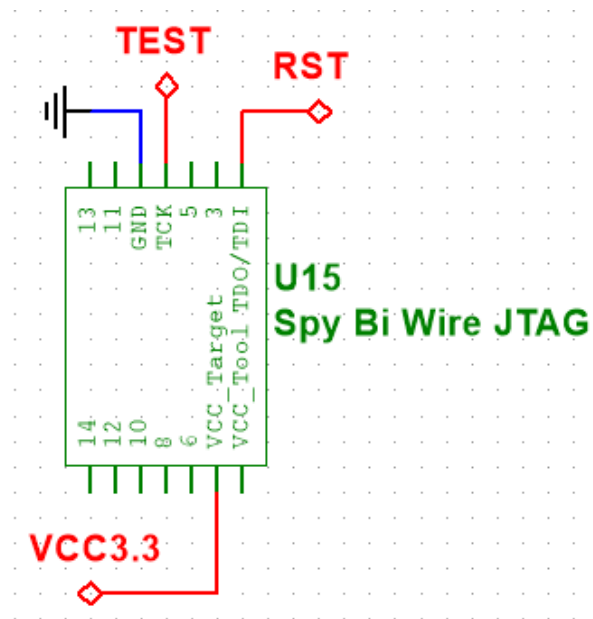 TEST
RST
13
11
GND
TCK
5
3
TDO/TDI
U15
Spy Bi Wire JTAG
14
12
10
8
6
VCC_Target
VCC_Tool
VCC3.3